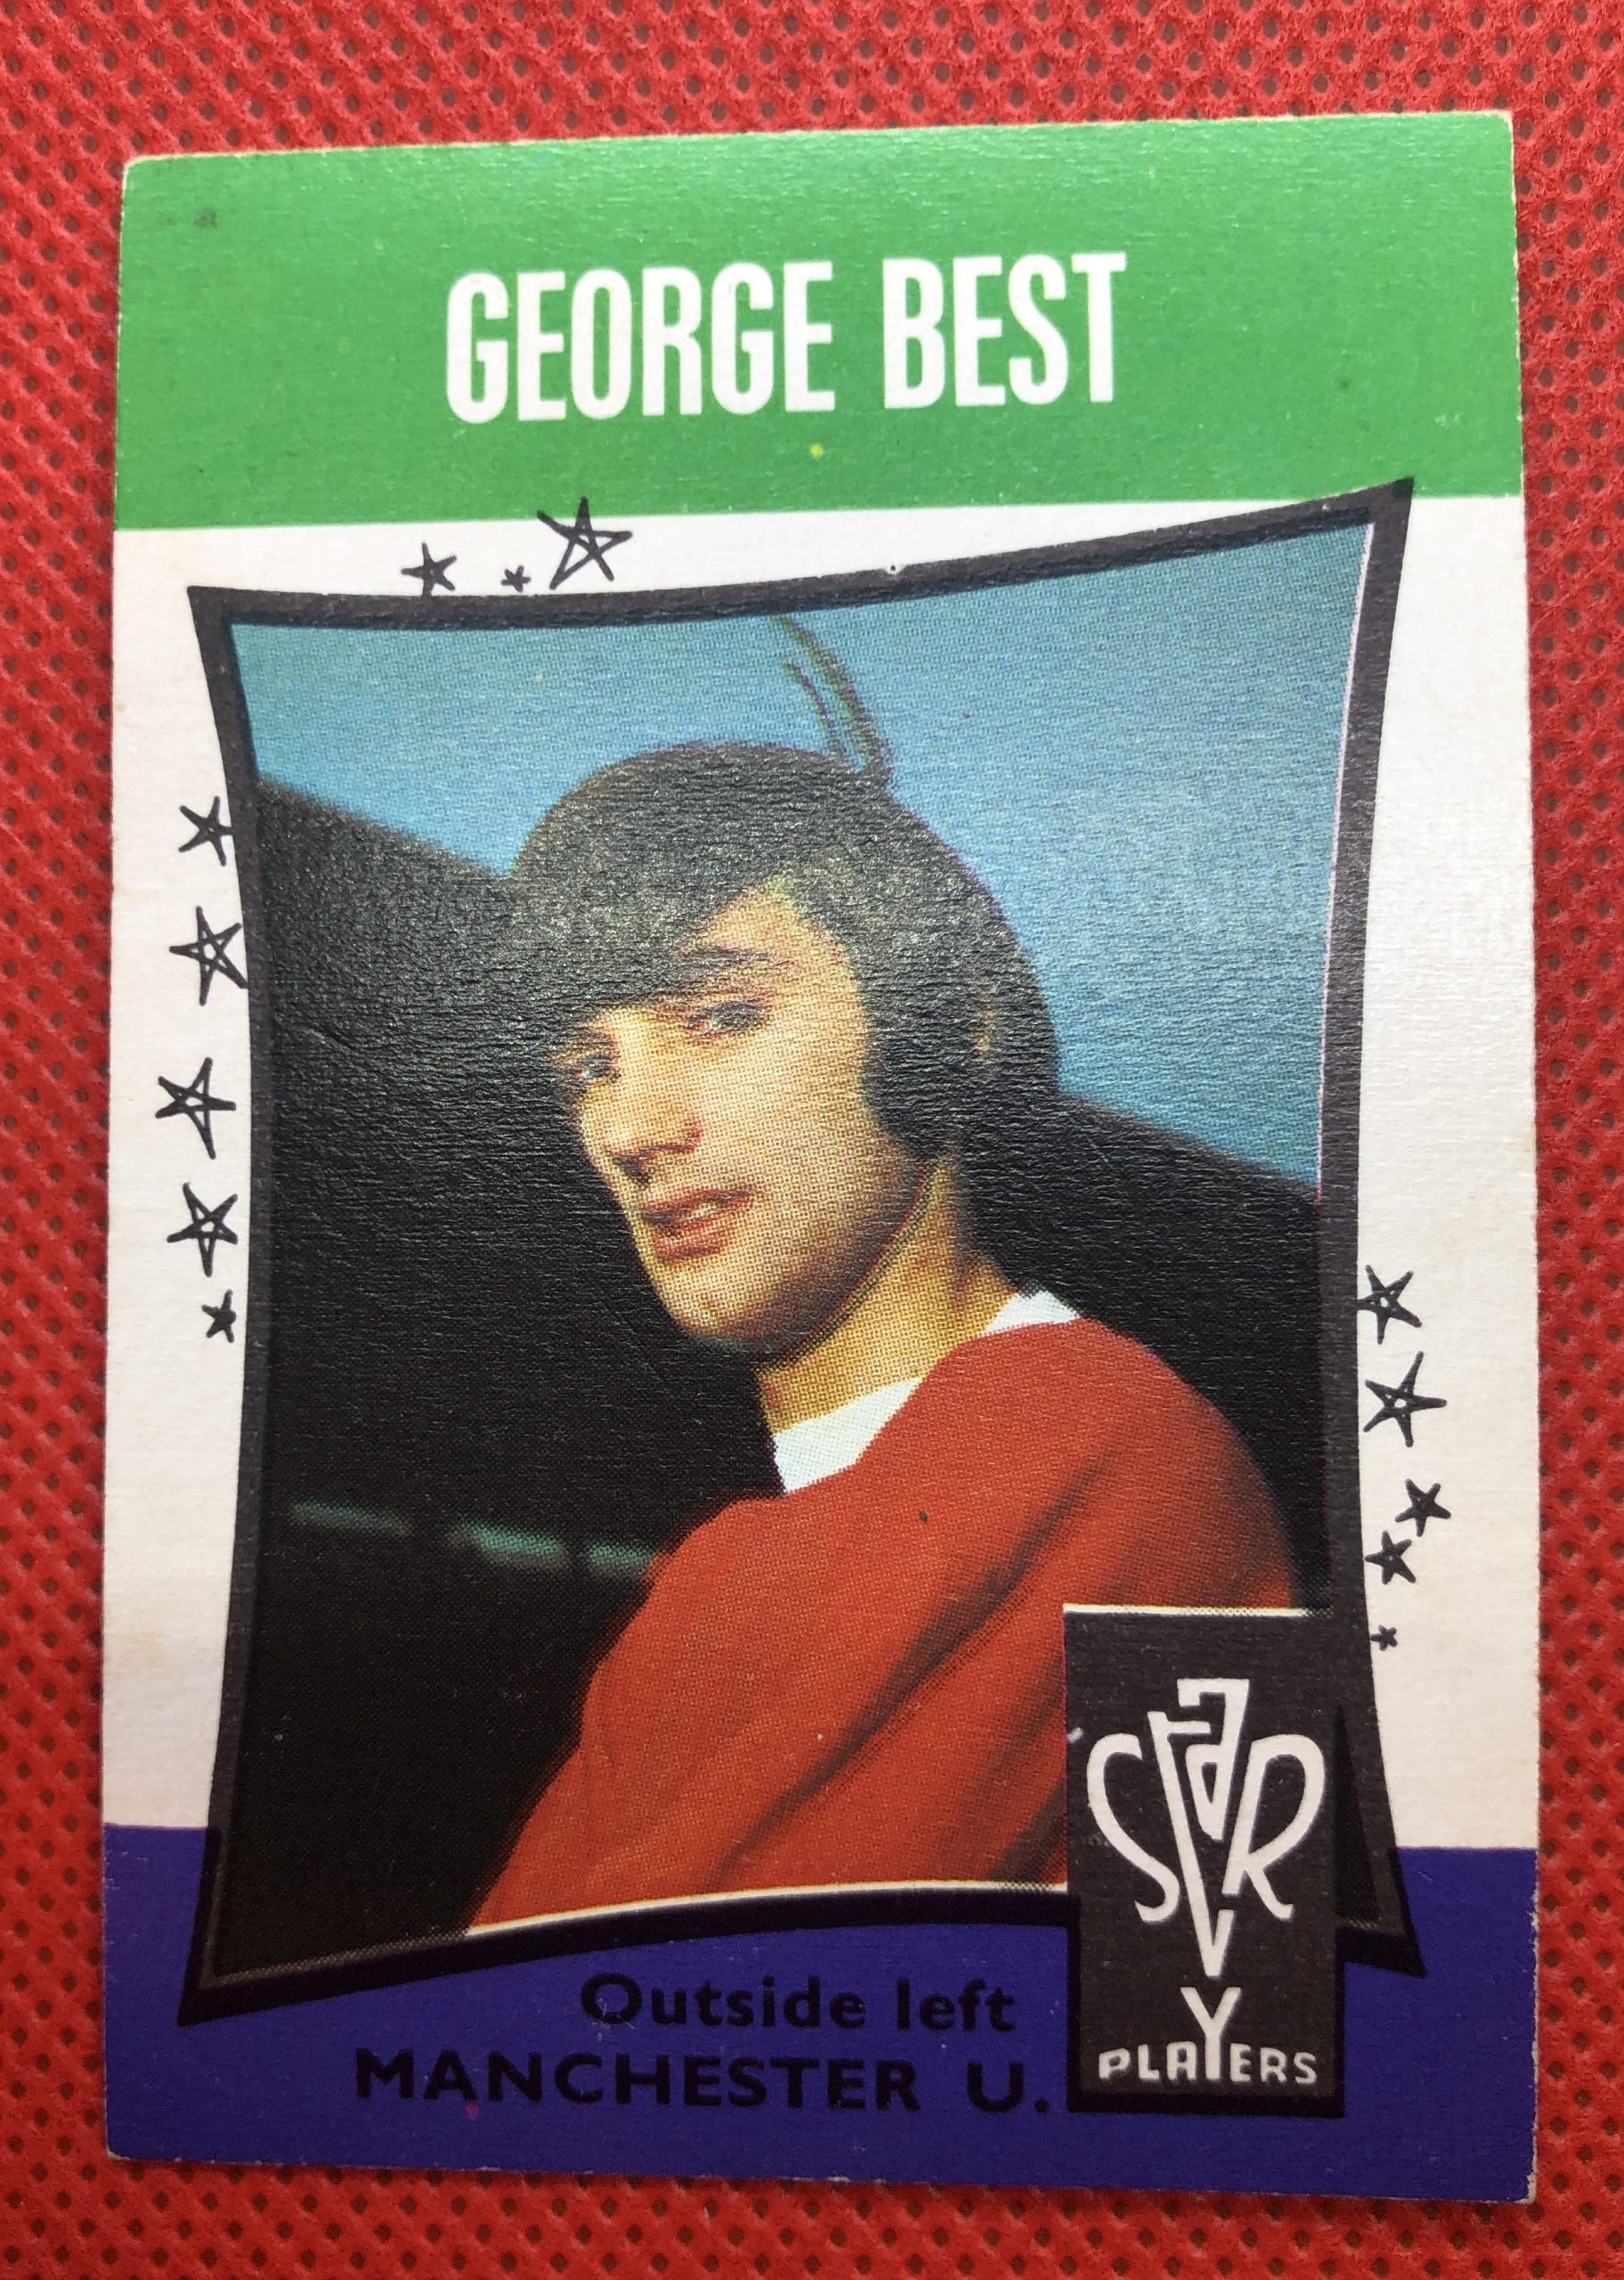 GEORGE BEST
Outside left
MANCHESTER U.
STAR
PLAYERS